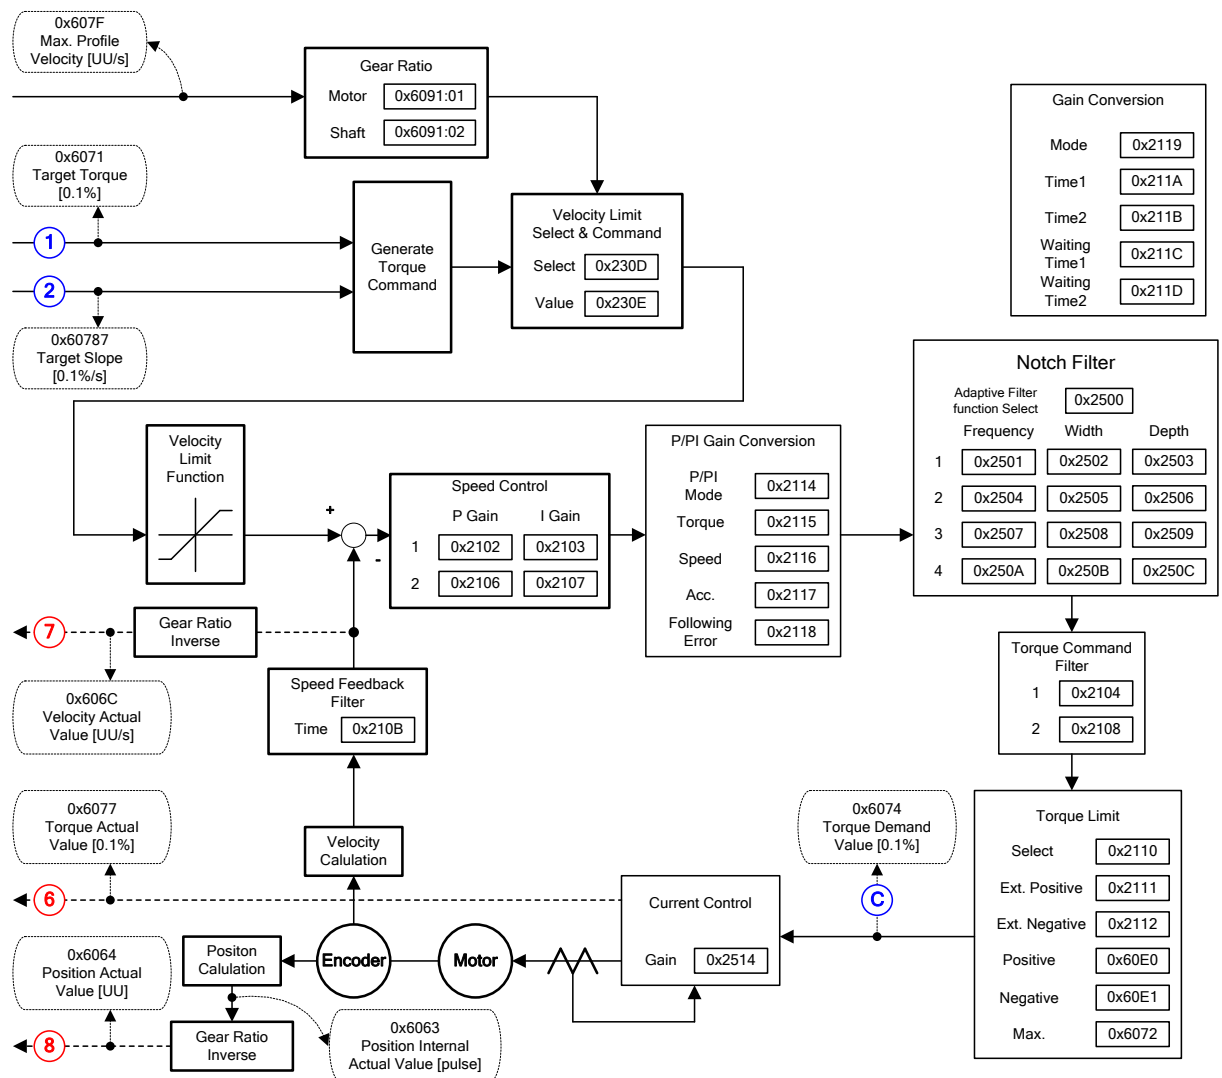 0x607F
Max. Profile
Velocity [UU/s]
Gear Ratio
Motor 0x6091:01
Shaft 0x6091:02
Gain Conversion
Mode 0x2119
Time1 0x211A
Time2 0x211B
Waiting
Time1 0x211C
Waiting
Time2 0x211D
0x6071
Target Torque
[0.1%]
1
2
0x60787
Target Slope
[0.1%/s]
Generate
Torque
Command
Velocity Limit
Select & Command
Select 0x230D
Value 0x230E
Notch Filter
Adaptive Filter
function Select 0x2500
Frequency Width Depth
1 0x2501 0x2502 0x2503
2 0x2504 0x2505 0x2506
3 0x2507 0x2508 0x2509
4 0x250A 0x250B 0x250C
Velocity
Limit
Function
+
-
Speed Control
P Gain I Gain
1 0x2102 0x2103
2 0x2106 0x2107
P/PI Gain Conversion
P/PI
Mode 0x2114
Torque 0x2115
Speed 0x2116
Acc. 0x2117
Following
Error 0x2118
7
Gear Ratio
Inverse
0x606C
Velocity Actual
Value [UU/s]
Speed Feedback
Filter
Time 0x210B
Torque Command
Filter
1 0x2104
2 0x2108
0x6077
Torque Actual
Value [0.1%]
Velocity
Calulation
0x6074
Torque Demand
Value [0.1%]
Torque Limit
Select 0x2110
Ext. Positive 0x2111
Ext. Negative 0x2112
Positive 0x60E0
Negative 0x60E1
Max. 0x6072
6
C
Current Control
Gain 0x2514
Motor
Encoder
Positon
Calulation
0x6064
Position Actual
Value [UU]
8
Gear Ratio
Inverse
0x6063
Position Internal
Actual Value [pulse]